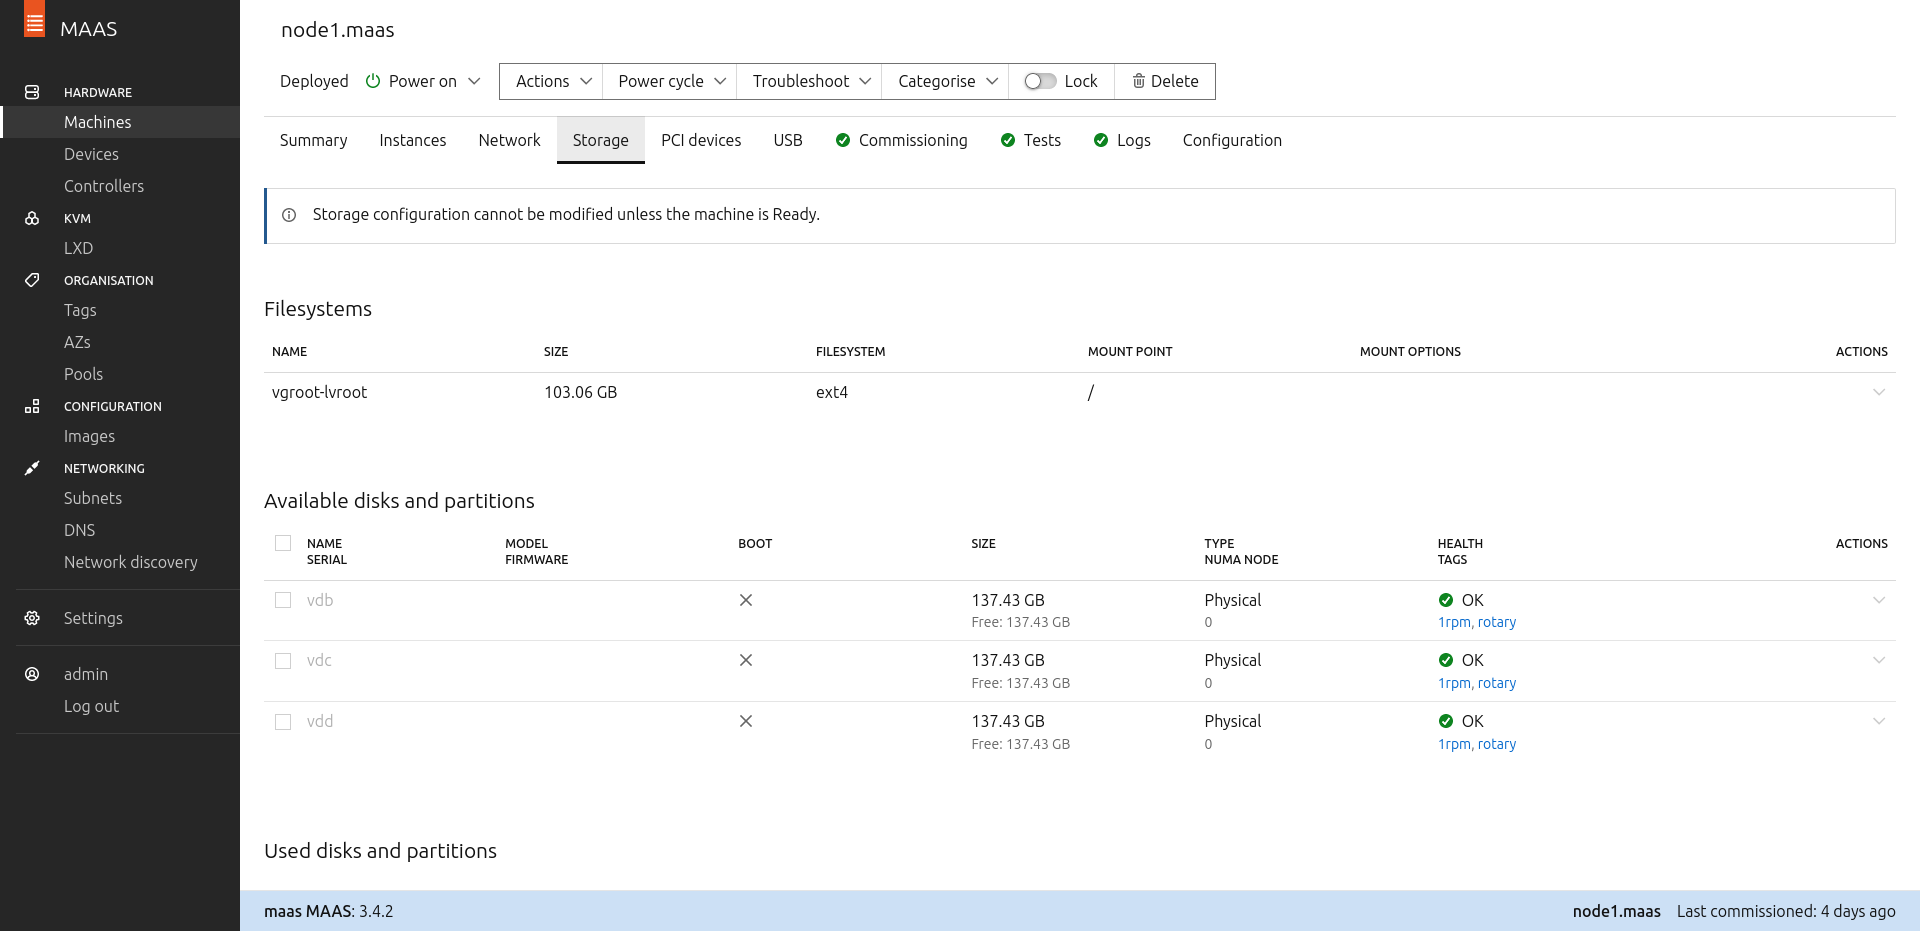 MAAS
HARDWARE
Machines
Devices
Controllers
KVM
LXD
ORGANISATION
Tags
AZs
Pools
CONFIGURATION
Images
NETWORKING
Subnets
DNS
Network discovery
Settings
admin
Log out
node1.maas
Deployed Power on Actions Power cycle Troubleshoot Categorise Lock Delete
Summary Instances Network Storage PCI devices USB Commissioning Tests Logs Configuration
Storage configuration cannot be modified unless the machine is Ready.
Filesystems
NAME SIZE FILESYSTEM MOUNT POINT MOUNT OPTIONS ACTIONS
vgroot-lvroot 103.06 GB ext4 /
Available disks and partitions
NAME MODEL BOOT SIZE TYPE HEALTH ACTIONS
SERIAL FIRMWARE NUMA NODE TAGS
vdb 137.43 GB Physical OK
Free: 137.43 GB 0 1rpm, rotary
vdc 137.43 GB Physical OK
Free: 137.43 GB 0 1rpm, rotary
vdd 137.43 GB Physical OK
Free: 137.43 GB 0 1rpm, rotary
Used disks and partitions
maas MAAS: 3.4.2 node1.maas Last commissioned: 4 days ago